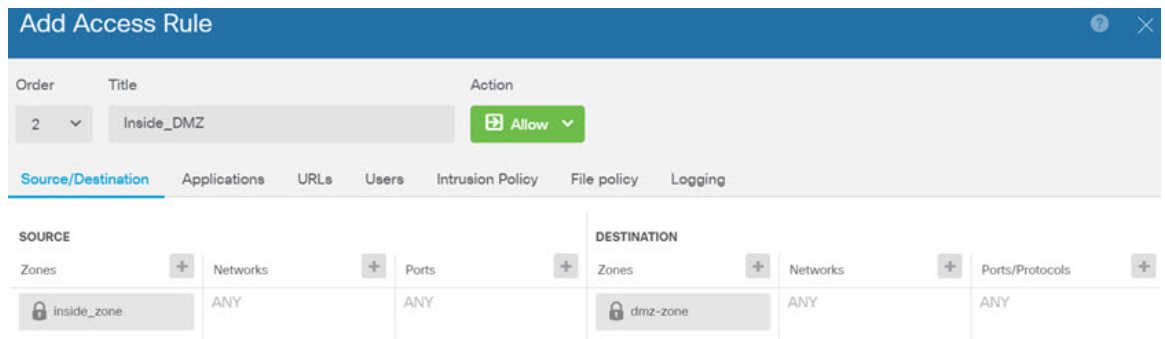 Add Access Rule
Order Title Action
2 Inside_DMZ Allow
Source/Destination Applications URLs Users Intrusion Policy File policy Logging
SOURCE DESTINATION
Zones Networks Ports Zones Networks Ports/Protocols
inside_zone ANY ANY dmz-zone ANY ANY